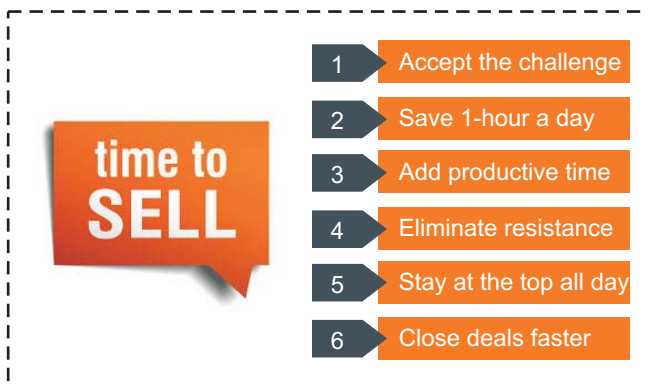 time to
SELL
1 Accept the challenge
2 Save 1-hour a day
3 Add productive time
4 Eliminate resistance
5 Stay at the top all day
6 Close deals faster